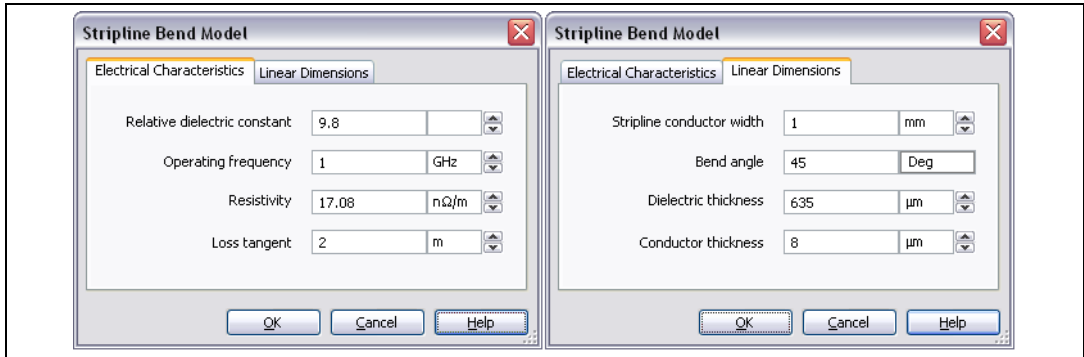 Stripline Bend Model
Electrical Characteristics Linear Dimensions
Relative dielectric constant 9.8
Operating frequency 1 GHz
Resistivity 17.08 nΩ/m
Loss tangent 2 m
OK Cancel Help
Stripline Bend Model
Electrical Characteristics Linear Dimensions
Stripline conductor width 1 mm
Bend angle 45 Deg
Dielectric thickness 635 µm
Conductor thickness 8 µm
OK Cancel Help